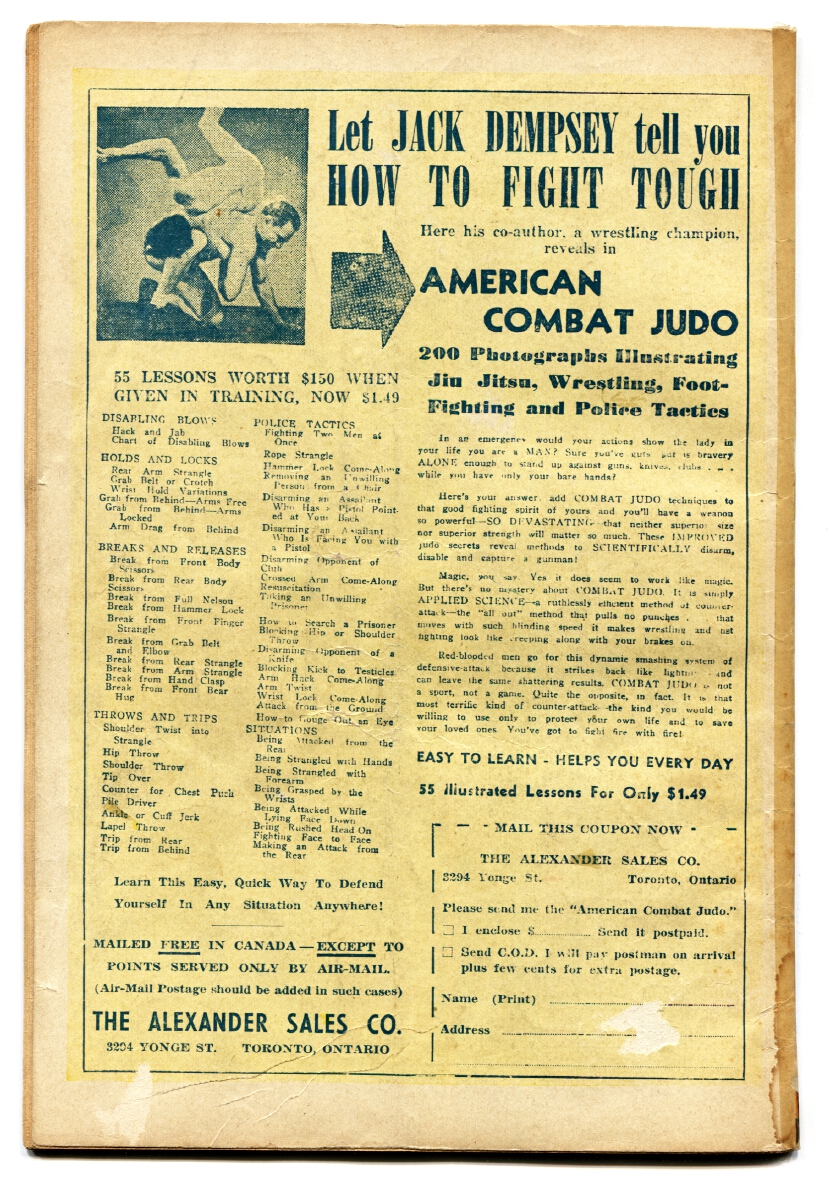 Let JACK DEMPSEY tell you
HOW TO FIGHT TOUGH
Here his co-author, a wrestling champion,
reveals in
AMERICAN
COMBAT JUDO
200 Photographs Illustrating
Jiu Jitsu, Wrestling, Foot-
Fighting and Police Tactics
55 LESSONS WORTH $150 WHEN
GIVEN IN TRAINING, NOW $1.49
DISABLING BLOWS
Hack and Jab
Chart of Disabling Blows
HOLDS AND LOCKS
Rear Arm Strangle
Grab Belt or Crotch
Wrist Hold Variations
Grab from Behind—Arms Free
Grab from Behind—Arms
Locked
Arm Drag from Behind
BREAKS AND RELEASES
Break from Front Body
Scissors
Break from Rear Body
Scissors
Break from Full Nelson
Break from Hammer Lock
Break from Front Finger
Strangle
Break from Grab Belt
and Elbow
Break from Rear Strangle
Break from Arm Strangle
Break from Hand Clasp
Break from Front Bear
Hug
THROWS AND TRIPS
Shoulder Twist into
Strangle
Hip Throw
Shoulder Throw
Tip Over
Counter for Chest Push
Pile Driver
Ankle or Cuff Jerk
Lapel Throw
Trip from Rear
Trip from Behind
POLICE TACTICS
Fighting Two Men at
Once
Rope Strangle
Hammer Lock Come-Along
Removing an Unwilling
Person from a Chair
Disarming an Assailant
Who Has a Pistol Point-
ed at Your Back
Disarming an Assailant
Who Is Facing You with
a Pistol
Disarming Opponent of
Club
Crossed Arm Come-Along
Resuscitation
Taking an Unwilling
Prisoner
How to Search a Prisoner
Blocking Hip or Shoulder
Throw
Disarming Opponent of a
Knife
Blocking Kick to Testicles
Arm Hack Come-Along
Arm Twist
Wrist Lock Come-Along
Attack from the Ground
How to Gouge Out an Eye
SITUATIONS
Being Attacked from the
Rear
Being Strangled with Hands
Being Strangled with
Forearm
Being Grasped by the
Wrists
Being Attacked While
Lying Face Down
Being Rushed Head On
Fighting Face to Face
Making an Attack from
the Rear
Learn This Easy, Quick Way To Defend
Yourself In Any Situation Anywhere!
MAILED FREE IN CANADA—EXCEPT TO
POINTS SERVED ONLY BY AIR-MAIL.
(Air-Mail Postage should be added in such cases)
THE ALEXANDER SALES CO.
3294 YONGE ST. TORONTO, ONTARIO
In an emergency would your actions show the lady in
your life you are a MAN? Sure you've guts but is bravery
ALONE enough to stand up against guns, knives, clubs . . .
while you have only your bare hands?
Here's your answer, add COMBAT JUDO techniques to
that good fighting spirit of yours and you'll have a weapon
so powerful—SO DEVASTATING that neither superior size
nor superior strength will matter so much. These IMPROVED
judo secrets reveal methods to SCIENTIFICALLY disarm,
disable and capture a gunman!
Magic, you say. Yes it does seem to work like magic.
But there's no mystery about COMBAT JUDO. It is simply
APPLIED SCIENCE—a ruthlessly efficient method of counter-
attack—the "all out" method that pulls no punches . that
moves with such blinding speed it makes wrestling and
fighting look like creeping along with your brakes on.
Red-blooded men go for this dynamic smashing system of
defensive-attack because it strikes back like lightning and
can leave the same shattering results. COMBAT JUDO is not
a sport, not a game. Quite the opposite, in fact. It is that
most terrific kind of counter-attack—the kind you would be
willing to use only to protect your own life and to save
your loved ones. You've got to fight fire with fire!
EASY TO LEARN - HELPS YOU EVERY DAY
55 Illustrated Lessons For Only $1.49
MAIL THIS COUPON NOW
THE ALEXANDER SALES CO.
3294 Yonge St. Toronto, Ontario
Please send me the "American Combat Judo."
I enclose $............ Send it postpaid.
Send C.O.D. I will pay postman on arrival
plus few cents for extra postage.
Name (Print)
Address